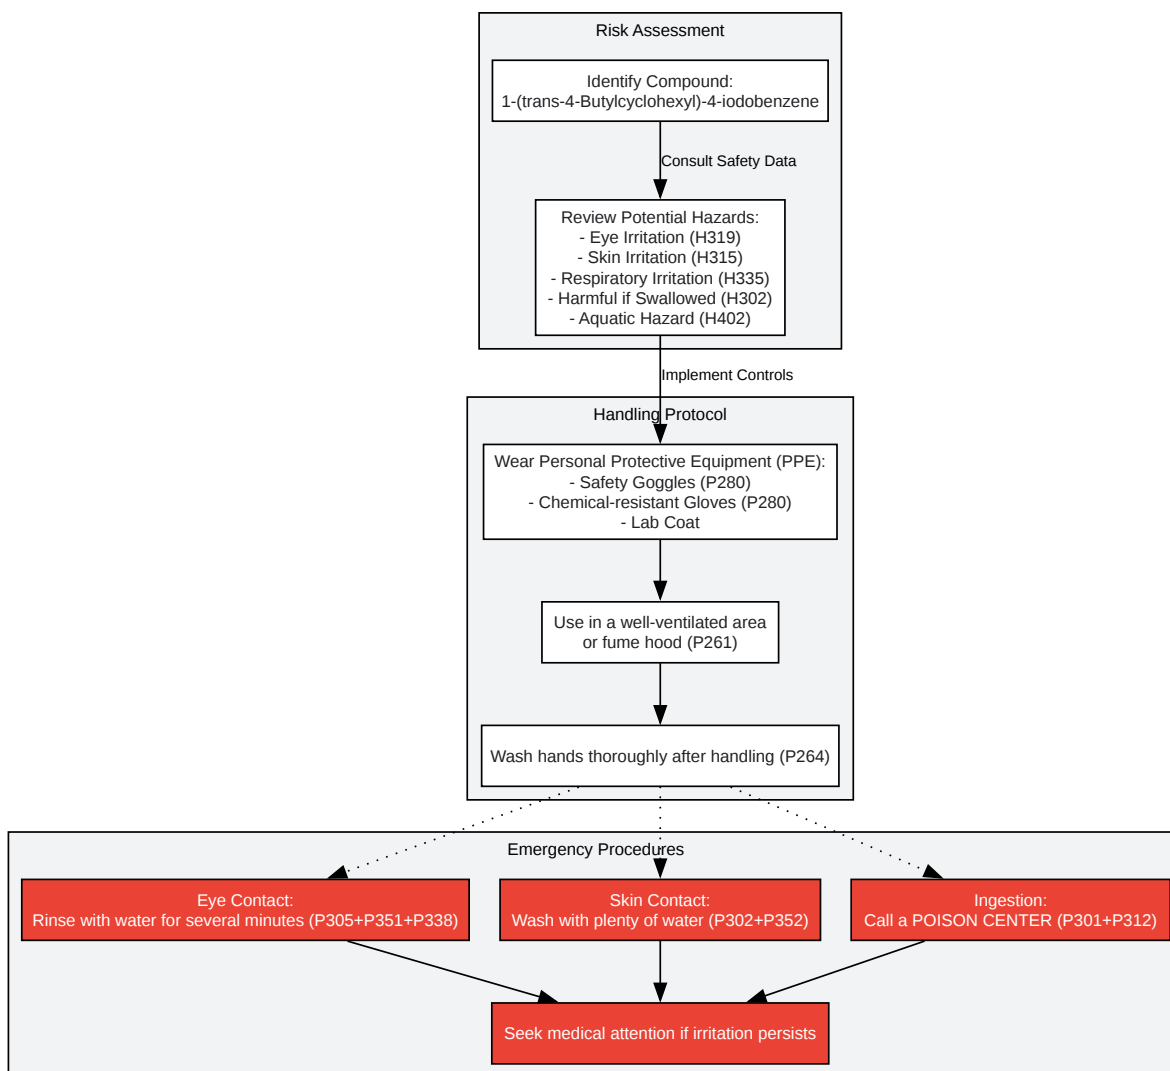 Risk Assessment
Identify Compound:
1-(trans-4-Butylcyclohexyl)-4-iodobenzene
Consult Safety Data
Review Potential Hazards:
- Eye Irritation (H319)
- Skin Irritation (H315)
- Respiratory Irritation (H335)
- Harmful if Swallowed (H302)
- Aquatic Hazard (H402)
Implement Controls
Handling Protocol
Wear Personal Protective Equipment (PPE):
- Safety Goggles (P280)
- Chemical-resistant Gloves (P280)
- Lab Coat
Use in a well-ventilated area
or fume hood (P261)
Wash hands thoroughly after handling (P264)
Emergency Procedures
Eye Contact:
Rinse with water for several minutes (P305+P351+P338)
Skin Contact:
Wash with plenty of water (P302+P352)
Ingestion:
Call a POISON CENTER (P301+P312)
Seek medical attention if irritation persists